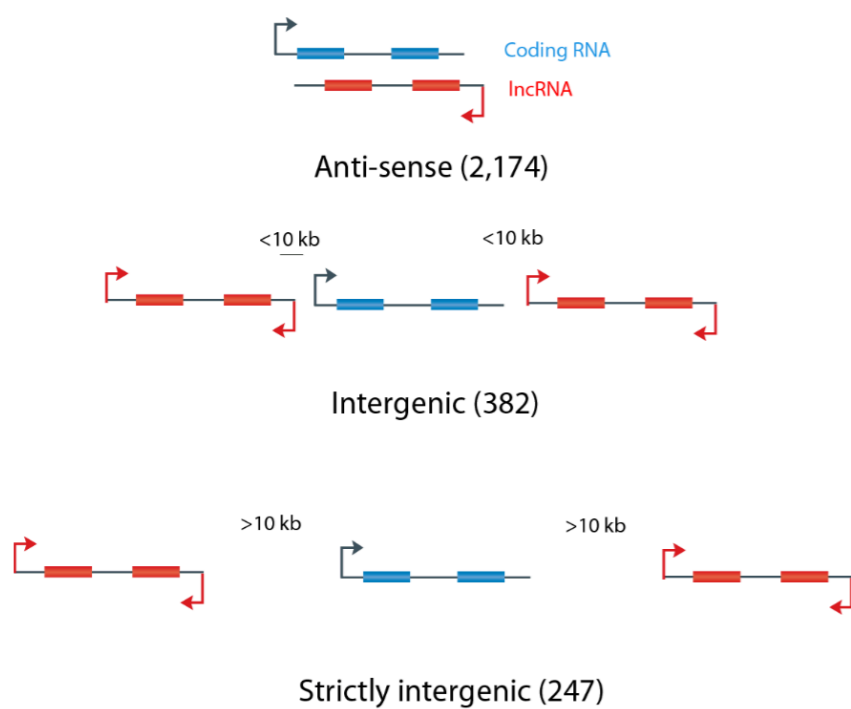 Coding RNA
lncRNA
Anti-sense (2,174)
<10 kb
<10 kb
Intergenic (382)
>10 kb
>10 kb
Strictly intergenic (247)